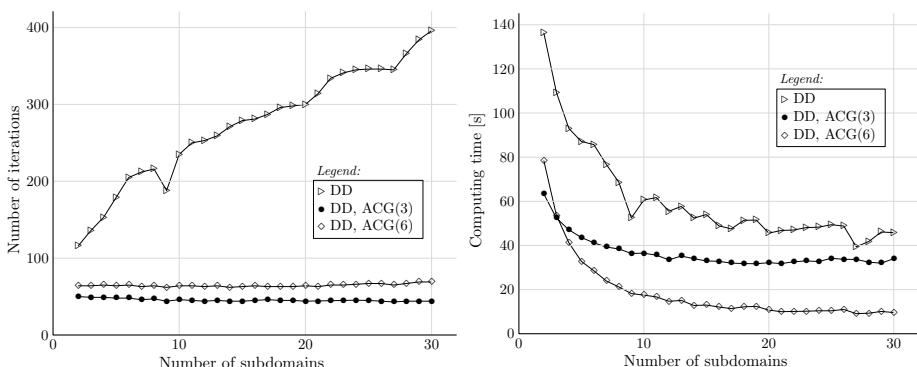 400
300
200
100
0
0
10
20
30
Number of iterations
Number of subdomains
Legend:
DD
DD, ACG(3)
DD, ACG(6)
140
120
100
80
60
40
20
0
0
10
20
30
Computing time [s]
Number of subdomains
Legend:
DD
DD, ACG(3)
DD, ACG(6)